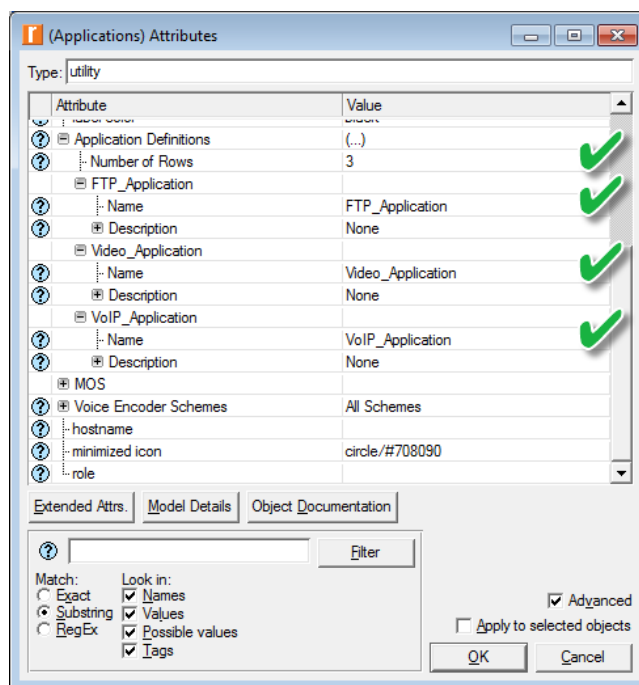 (Applications) Attributes
Type: utility
Attribute Value
label color black
Application Definitions (...)
Number of Rows 3
FTP_Application
Name FTP_Application
Description None
Video_Application
Name Video_Application
Description None
VoIP_Application
Name VoIP_Application
Description None
MOS
Voice Encoder Schemes All Schemes
hostname
minimized icon circle/#708090
role
Extended Attrs. Model Details Object Documentation
Filter
Match: Look in:
Exact Names
Substring Values
RegEx Possible values
Tags
Advanced
Apply to selected objects
OK Cancel